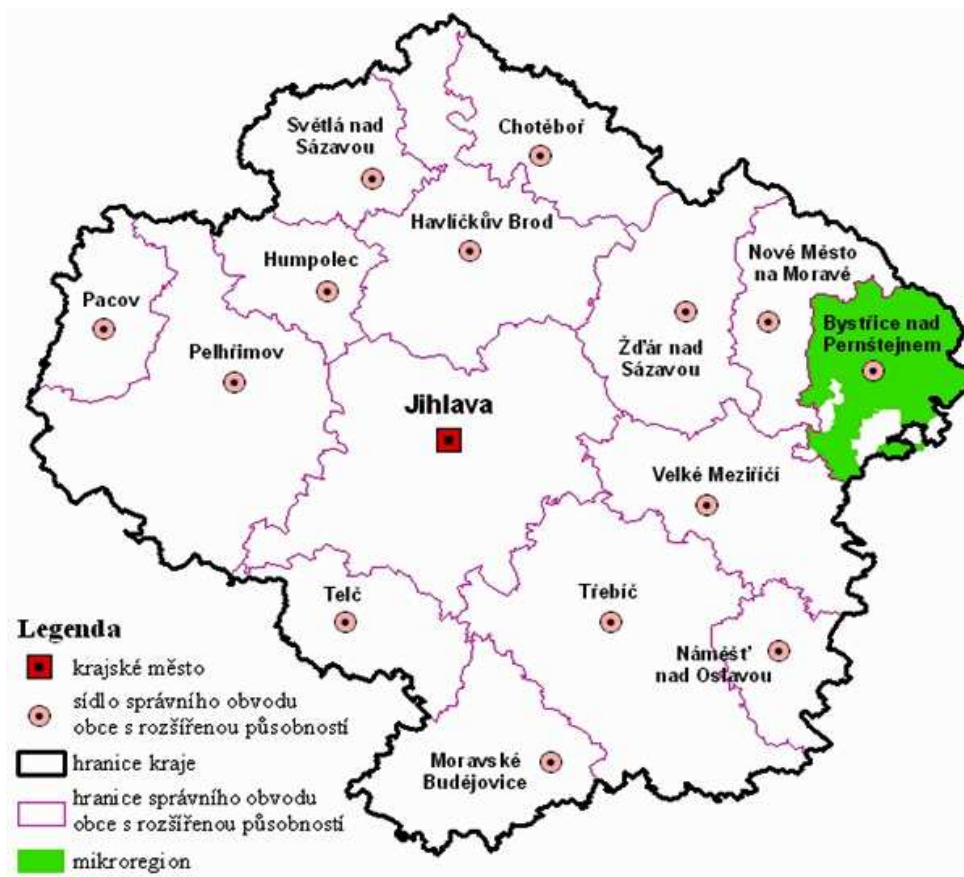 Světlá nad
Sázavou
Chotěboř
Havlíčkův Brod
Humpolec
Nové Město
na Moravě
Pacov
Pelhřimov
Žďár nad
Sázavou
Bystřice nad
Pernštejnem
Jihlava
Velké Meziříčí
Telč
Třebíč
Náměšť
nad Oslavou
Moravské
Budějovice
Legenda
krajské město
sídlo správního obvodu
obce s rozšířenou působností
hranice kraje
hranice správního obvodu
obce s rozšířenou působností
mikroregion